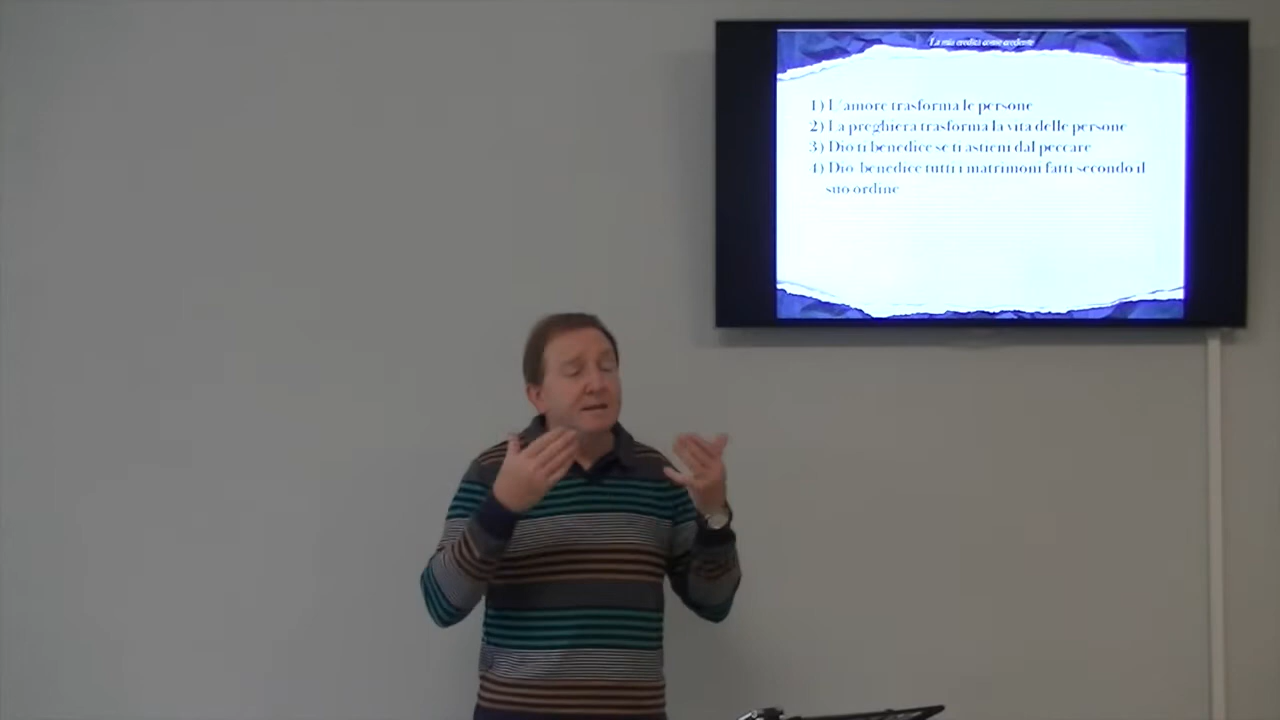 La mia eredità come credente
1) L'amore trasforma le persone
2) La preghiera trasforma la vita delle persone
3) Dio ti benedice se ti astieni dal peccare
4) Dio benedice tutti i matrimoni fatti secondo il
suo ordine